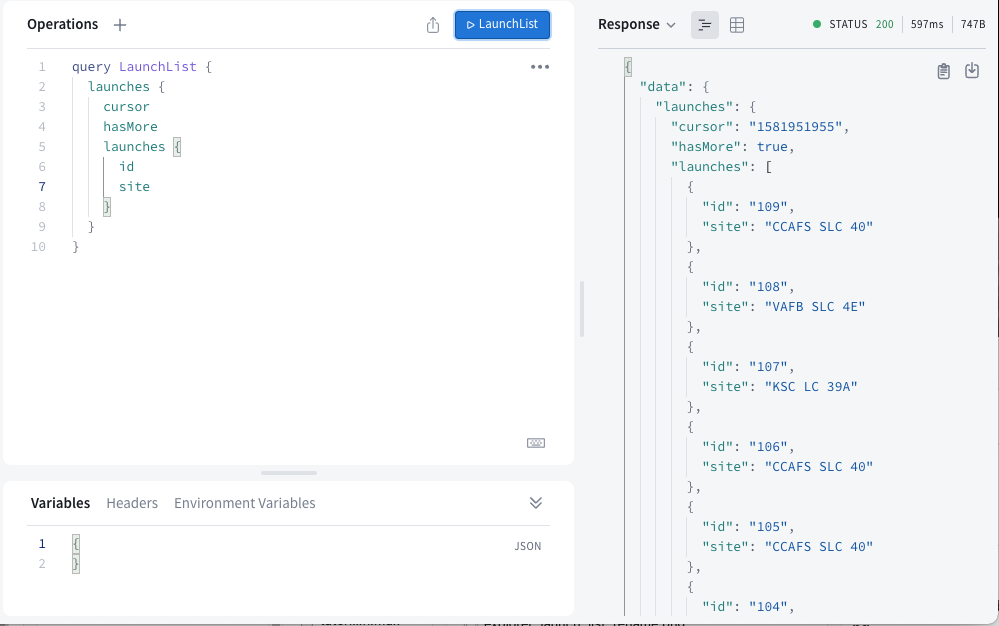 Operations +
LaunchList
1 query LaunchList {
2 launches {
3 cursor
4 hasMore
5 launches {
6 id
7 site
8 }
9 }
10 }
Variables Headers Environment Variables
JSON
1 {
2 }
Response STATUS 200 597ms 747B
{
"data": {
"launches": {
"cursor": "1581951955",
"hasMore": true,
"launches": [
{
"id": "109",
"site": "CCAFS SLC 40"
},
{
"id": "108",
"site": "VAFB SLC 4E"
},
{
"id": "107",
"site": "KSC LC 39A"
},
{
"id": "106",
"site": "CCAFS SLC 40"
},
{
"id": "105",
"site": "CCAFS SLC 40"
},
{
"id": "104",